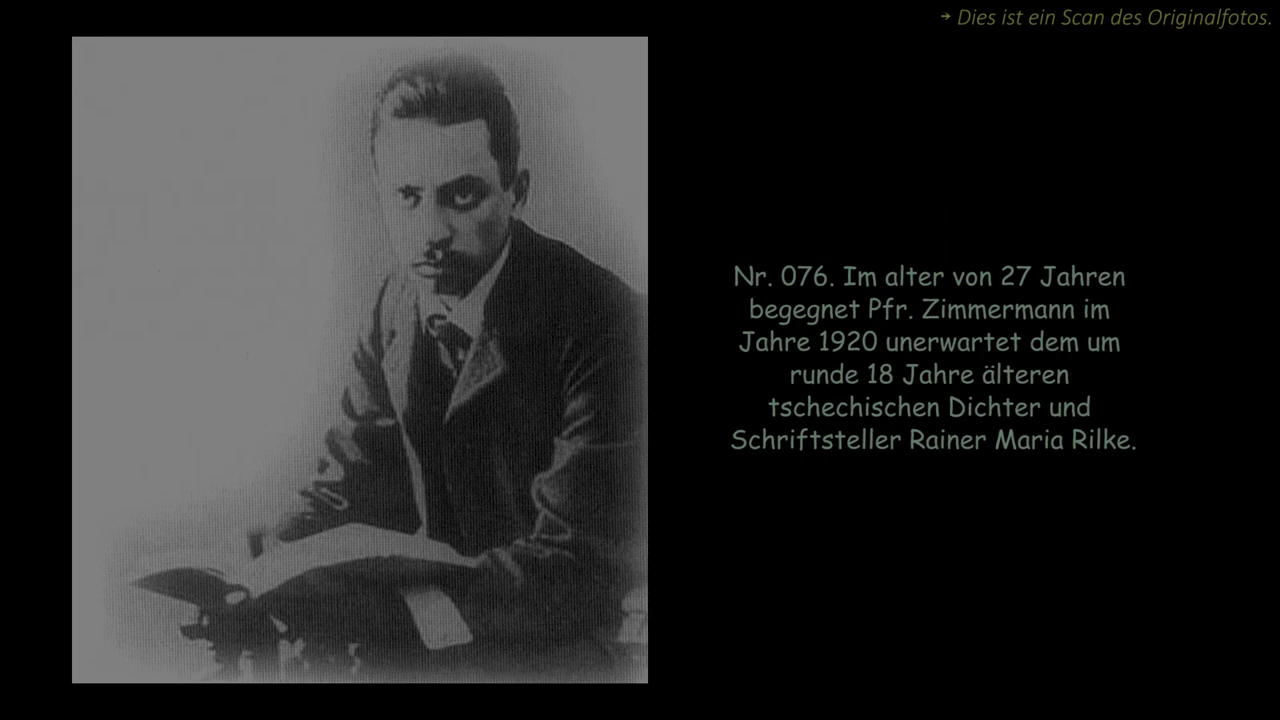 → Dies ist ein Scan des Originalfotos.
Nr. 076. Im alter von 27 Jahren
begegnet Pfr. Zimmermann im
Jahre 1920 unerwartet dem um
runde 18 Jahre älteren
tschechischen Dichter und
Schriftsteller Rainer Maria Rilke.